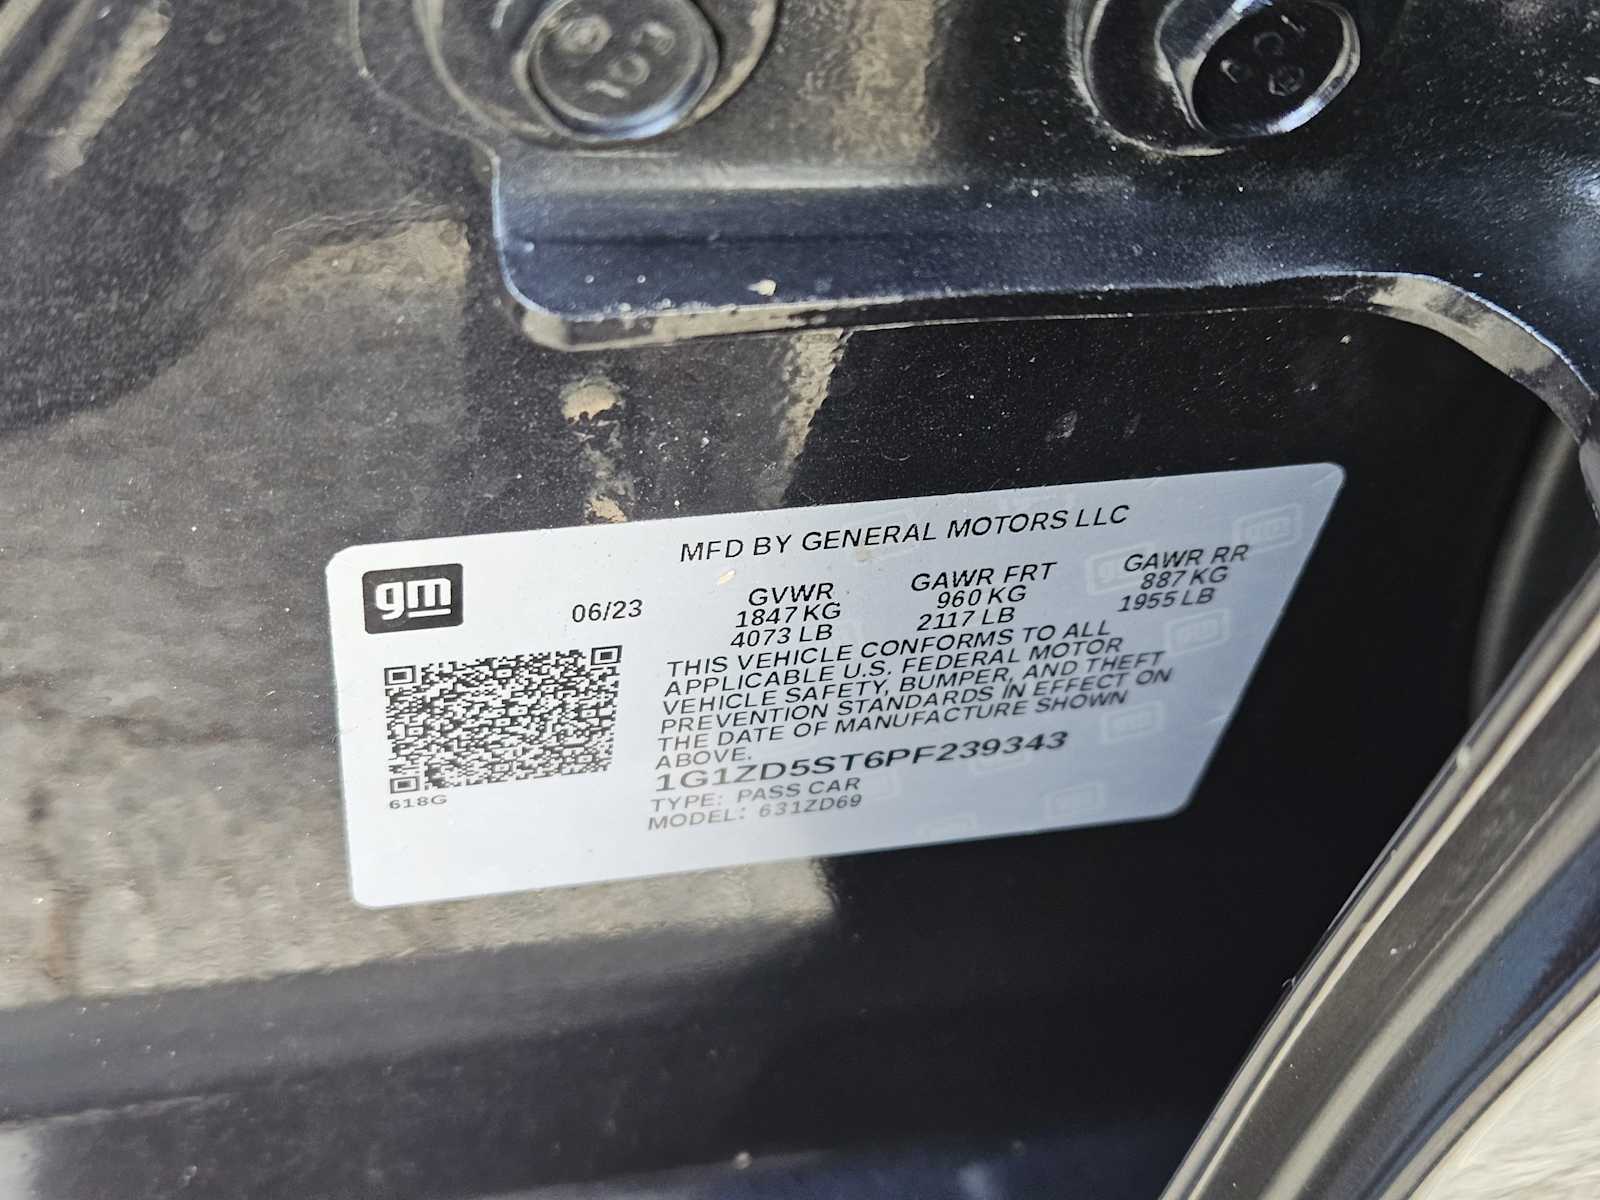 MFD BY GENERAL MOTORS LLC
gm
06/23
GVWR
1847 KG
4073 LB
GAWR FRT
960 KG
2117 LB
GAWR RR
887 KG
1955 LB
THIS VEHICLE CONFORMS TO ALL
APPLICABLE U.S. FEDERAL MOTOR
VEHICLE SAFETY, BUMPER, AND THEFT
PREVENTION STANDARDS IN EFFECT ON
THE DATE OF MANUFACTURE SHOWN
ABOVE.
1G1ZD5ST6PF239343
TYPE: PASS CAR
MODEL: 631ZD69
618G